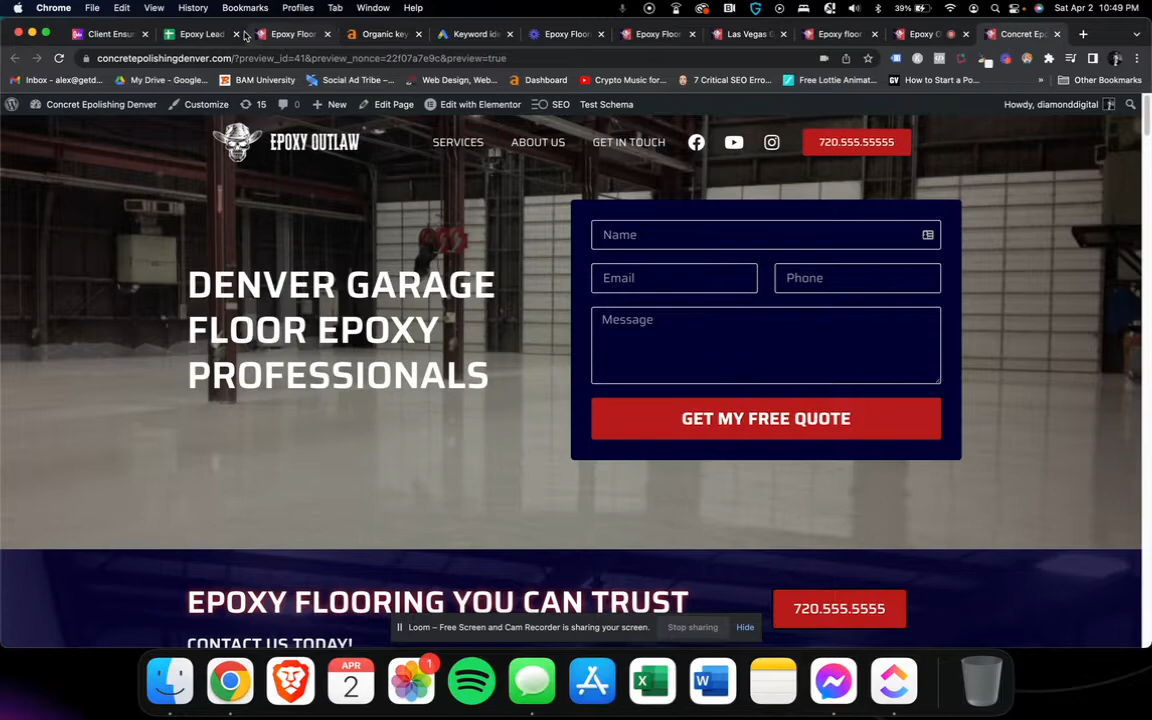 Chrome File Edit View History Bookmarks Profiles Tab Window Help 39% Sat Apr 2 10:49 PM
Client Ensur Epoxy Lead Epoxy Floor Organic key Keyword ide Epoxy Floor Epoxy Floor Las Vegas G Epoxy floor Epoxy O Concret Epo
concretepolishingdenver.com/?preview_id=41&preview_nonce=22f07a7e9c&preview=true
Inbox - alex@getd... My Drive - Google... BAM University Social Ad Tribe -... Web Design, Web... Dashboard Crypto Music for... 7 Critical SEO Erro... Free Lottie Animat... How to Start a Po... » Other Bookmarks
Concret Epolishing Denver Customize 15 0 New Edit Page Edit with Elementor SEO Test Schema Howdy, diamonddigital
EPOXY OUTLAW SERVICES ABOUT US GET IN TOUCH 720.555.55555
Name
Email Phone
Message
DENVER GARAGE
FLOOR EPOXY
PROFESSIONALS
GET MY FREE QUOTE
EPOXY FLOORING YOU CAN TRUST 720.555.5555
Loom – Free Screen and Cam Recorder is sharing your screen. Stop sharing Hide
CONTACT US TODAY!
APR
2
1